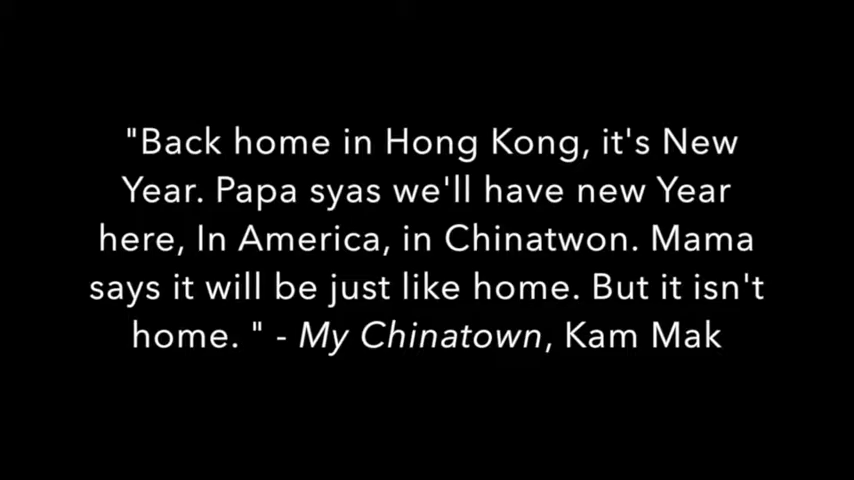 "Back home in Hong Kong, it's New
Year. Papa syas we'll have new Year
here, In America, in Chinatwon. Mama
says it will be just like home. But it isn't
home. " - My Chinatown, Kam Mak